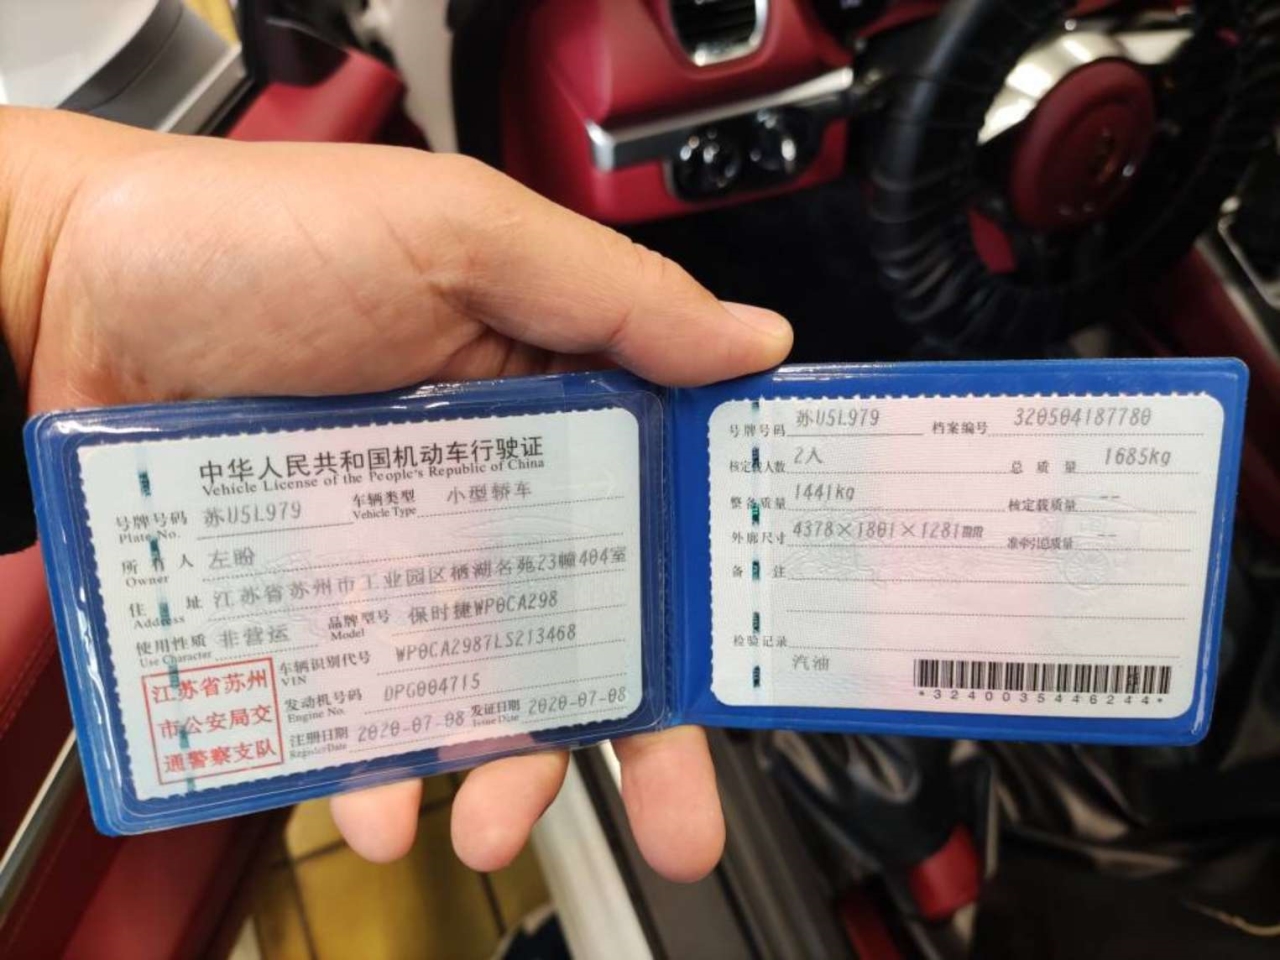 中华人民共和国机动车行驶证
Vehicle License of the People's Republic of China
号牌号码 苏U5L979 车辆类型 小型轿车
Plate No. Vehicle Type
所有人 左盼
Owner
住址 江苏省苏州市工业园区栖湖名苑23幢404室
Address
使用性质 非营运 品牌型号 保时捷WP0CA298
Use Character Model
江苏省苏州
市公安局交
通警察支队
车辆识别代号 WP0CA2987LS213468
VIN
发动机号码 DPG004715
Engine No.
注册日期 2020-07-08 发证日期 2020-07-08
Register Date Issue Date
号牌号码 苏U5L979 档案编号 320504187780
核定载人数 2人 总质量 1685kg
整备质量 1441kg 核定载质量 --
外廓尺寸 4378×1801×1281mm 准牵引总质量 --
备注
检验记录
汽油
*3240035446244*